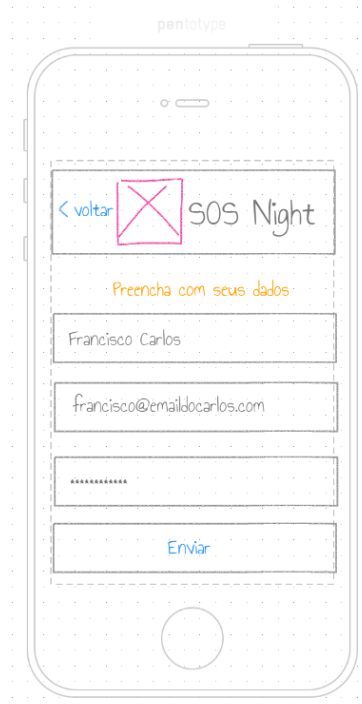 pentotype
< voltar SOS Night
Preencha com seus dados
Francisco Carlos
francisco@emaildocarlos.com
************
Enviar